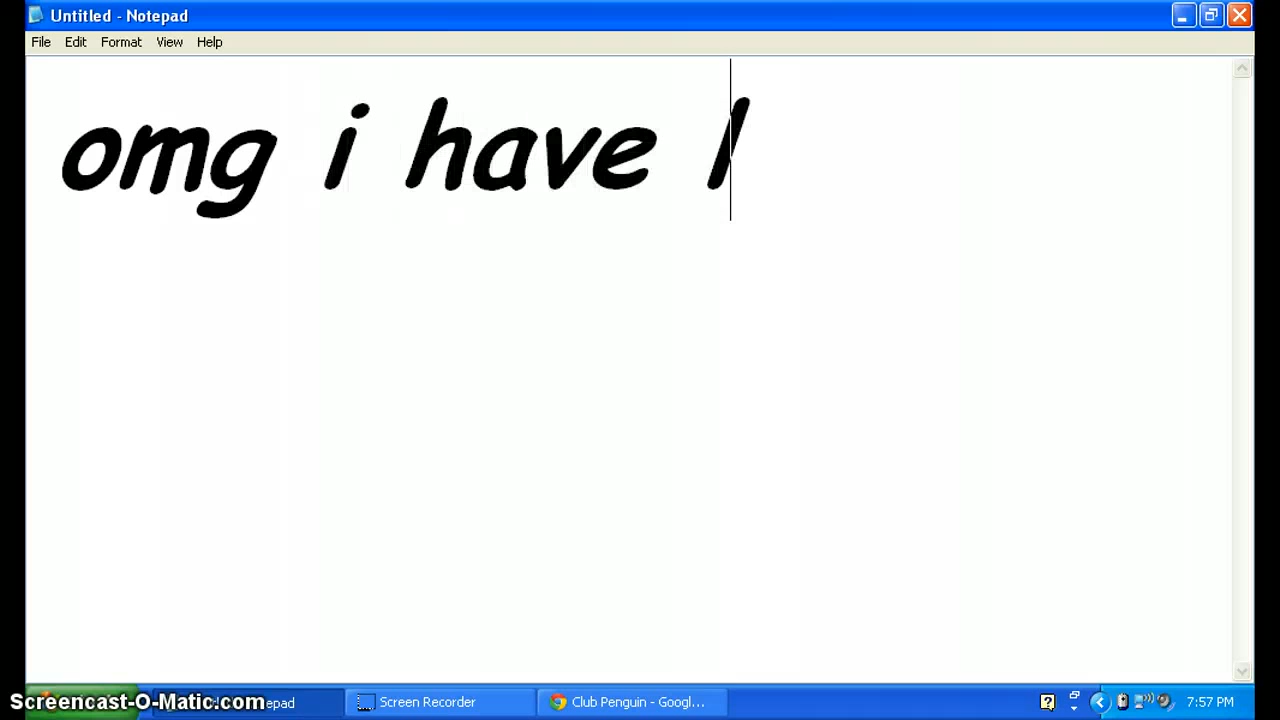 Untitled - Notepad
File Edit Format View Help
omg i have l
Screencast-O-Matic.com
epad
Screen Recorder
Club Penguin - Googl...
7:57 PM